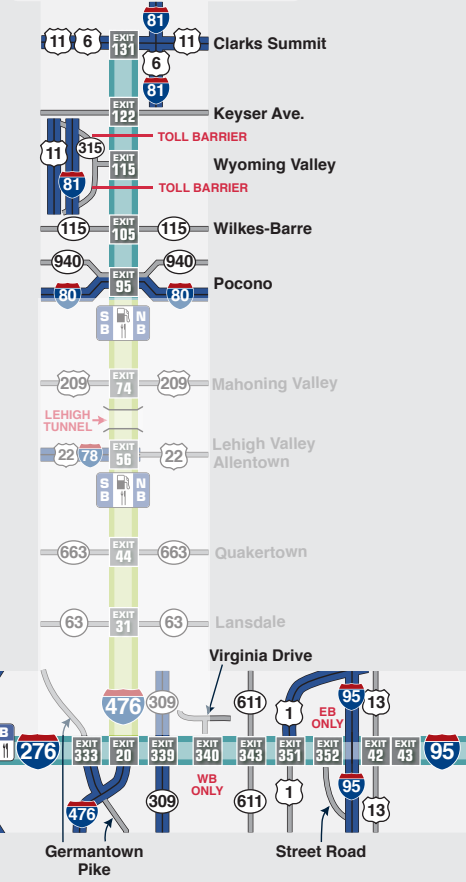 81
11 6 EXIT 131 11 Clarks Summit
6
81
EXIT 122 Keyser Ave.
TOLL BARRIER
11 315 EXIT 115 Wyoming Valley
81
TOLL BARRIER
115 EXIT 105 115 Wilkes-Barre
940 940
EXIT 95 Pocono
80 80
S B N B
209 EXIT 74 209 Mahoning Valley
LEHIGH
TUNNEL
22 78 EXIT 56 22 Lehigh Valley
Allentown
S B N B
663 EXIT 44 663 Quakertown
63 EXIT 31 63 Lansdale
Virginia Drive
476 309 611 1 EB
ONLY 95 13
B 276 EXIT 333 EXIT 20 EXIT 339 EXIT 340 EXIT 343 EXIT 351 EXIT 352 EXIT 42 EXIT 43 95
WB
ONLY
476 309 611 1 95 13
Germantown
Pike
Street Road